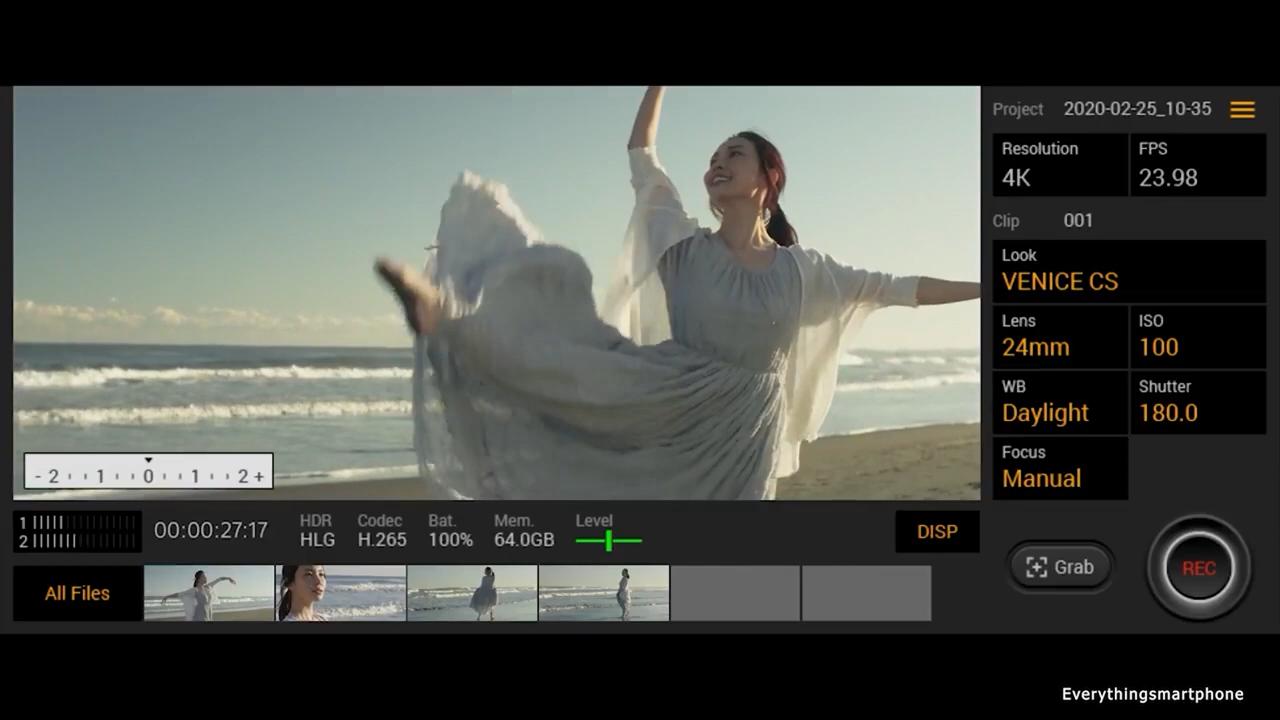 Project 2020-02-25_10-35
Resolution FPS
4K 23.98
Clip 001
Look
VENICE CS
Lens ISO
24mm 100
WB Shutter
Daylight 180.0
Focus
Manual
- 2 1 0 1 2 +
1
2
00:00:27:17
HDR Codec Bat. Mem. Level
HLG H.265 100% 64.0GB
DISP
Grab
REC
All Files
Everythingsmartphone